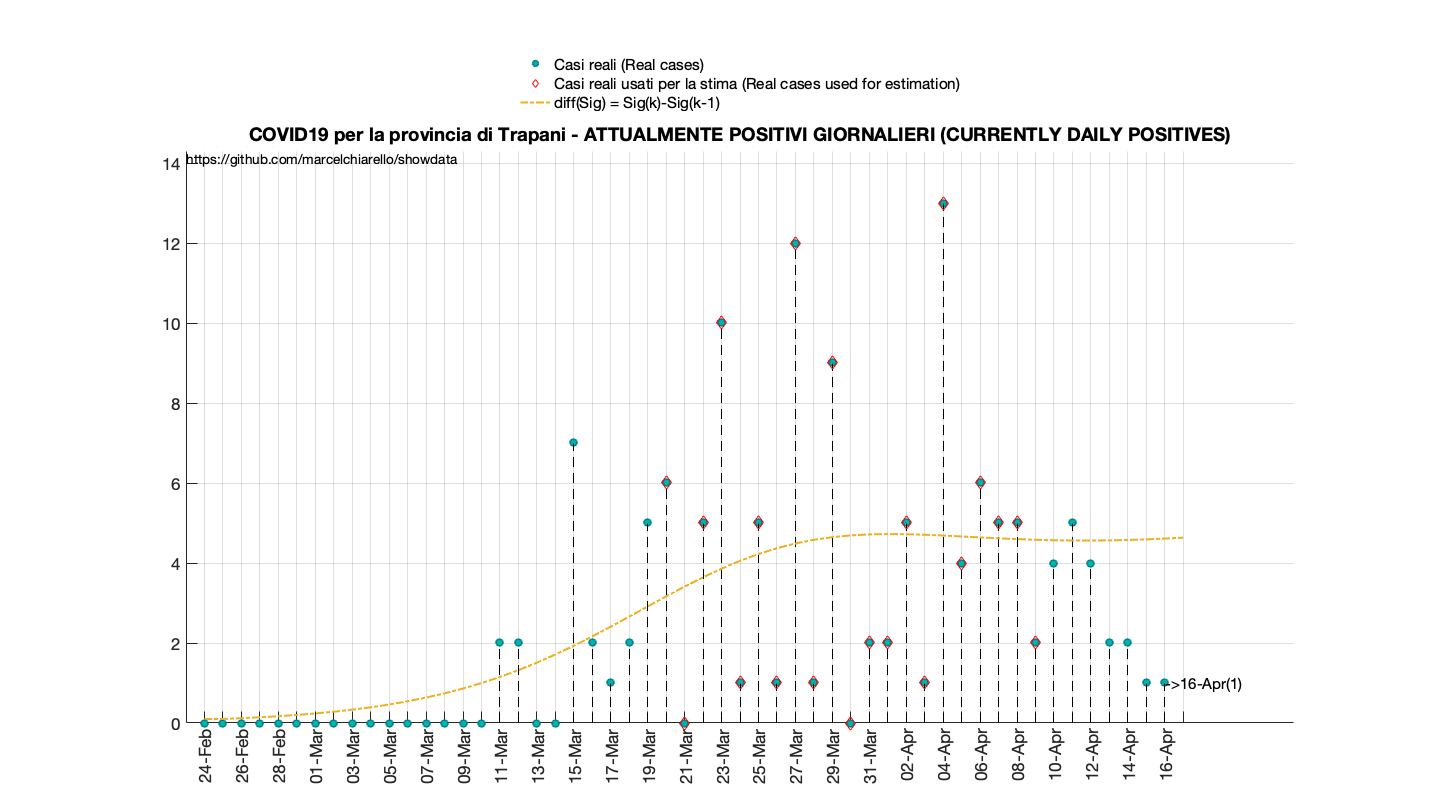 Casi reali (Real cases)
Casi reali usati per la stima (Real cases used for estimation)
diff(Sig) = Sig(k)-Sig(k-1)
COVID19 per la provincia di Trapani - ATTUALMENTE POSITIVI GIORNALIERI (CURRENTLY DAILY POSITIVES)
https://github.com/marcelchiarello/showdata
14
12
10
8
6
4
2
0
-->16-Apr(1)
24-Feb
26-Feb
28-Feb
01-Mar
03-Mar
05-Mar
07-Mar
09-Mar
11-Mar
13-Mar
15-Mar
17-Mar
19-Mar
21-Mar
23-Mar
25-Mar
27-Mar
29-Mar
31-Mar
02-Apr
04-Apr
06-Apr
08-Apr
10-Apr
12-Apr
14-Apr
16-Apr